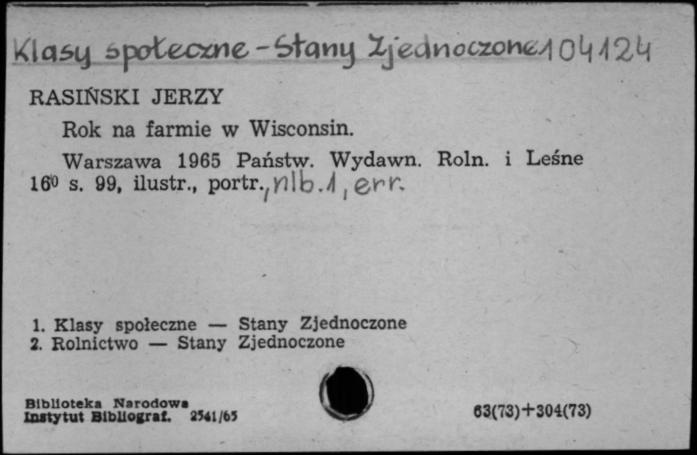 Klasy społeczne - Stany Zjednoczone 104124
RASIŃSKI JERZY
Rok na farmie w Wisconsin.
Warszawa 1965 Państw. Wydawn. Roln. i Leśne
16⁰ s. 99, ilustr., portr., nlb. 1, err.
1. Klasy społeczne — Stany Zjednoczone
2. Rolnictwo — Stany Zjednoczone
Biblioteka Narodowa
Instytut Bibliograf. 2541/65
63(73)+304(73)